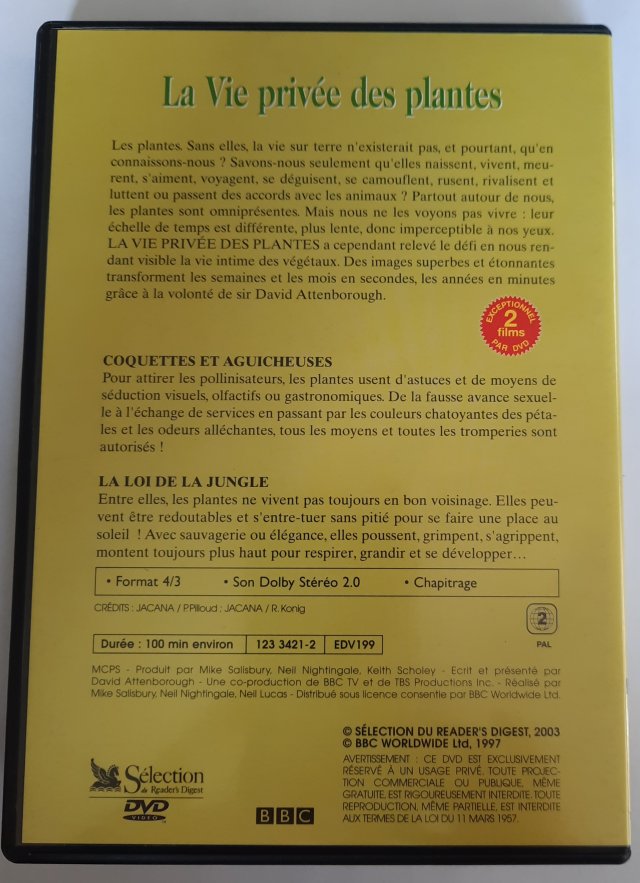 La Vie privée des plantes
Les plantes. Sans elles, la vie sur terre n'existerait pas, et pourtant, qu'en
connaissons-nous ? Savons-nous seulement qu'elles naissent, vivent, meu-
rent, s'aiment, voyagent, se déguisent, se camouflent, rusent, rivalisent et
luttent ou passent des accords avec les animaux ? Partout autour de nous,
les plantes sont omniprésentes. Mais nous ne les voyons pas vivre : leur
échelle de temps est différente, plus lente, donc imperceptible à nos yeux.
LA VIE PRIVÉE DES PLANTES a cependant relevé le défi en nous ren-
dant visible la vie intime des végétaux. Des images superbes et étonnantes
transforment les semaines et les mois en secondes, les années en minutes
grâce à la volonté de sir David Attenborough.
EXCEPTIONNEL
2
films
PAR DVD
COQUETTES ET AGUICHEUSES
Pour attirer les pollinisateurs, les plantes usent d'astuces et de moyens de
séduction visuels, olfactifs ou gastronomiques. De la fausse avance sexuel-
le à l'échange de services en passant par les couleurs chatoyantes des péta-
les et les odeurs alléchantes, tous les moyens et toutes les tromperies sont
autorisés !
LA LOI DE LA JUNGLE
Entre elles, les plantes ne vivent pas toujours en bon voisinage. Elles peu-
vent être redoutables et s'entre-tuer sans pitié pour se faire une place au
soleil ! Avec sauvagerie ou élégance, elles poussent, grimpent, s'agrippent,
montent toujours plus haut pour respirer, grandir et se développer...
• Format 4/3 • Son Dolby Stéréo 2.0 • Chapitrage
CRÉDITS : JACANA / P.Pilloud ; JACANA / R.Konig
2
PAL
Durée : 100 min environ 123 3421-2 EDV199
MCPS - Produit par Mike Salisbury, Neil Nightingale, Keith Scholey - Ecrit et présenté par
David Attenborough - Une co-production de BBC TV et de TBS Productions Inc. - Réalisé par
Mike Salisbury, Neil Nightingale, Neil Lucas - Distribué sous licence consentie par BBC Worldwide Ltd.
© SÉLECTION DU READER'S DIGEST, 2003
© BBC WORLDWIDE Ltd, 1997
AVERTISSEMENT : CE DVD EST EXCLUSIVEMENT
RÉSERVÉ À UN USAGE PRIVÉ. TOUTE PROJEC-
TION COMMERCIALE OU PUBLIQUE, MÊME
GRATUITE, EST RIGOUREUSEMENT INTERDITE. TOUTE
REPRODUCTION, MÊME PARTIELLE, EST INTERDITE
AUX TERMES DE LA LOI DU 11 MARS 1957.
Sélection
du Reader's Digest
DVD
VIDEO
BBC